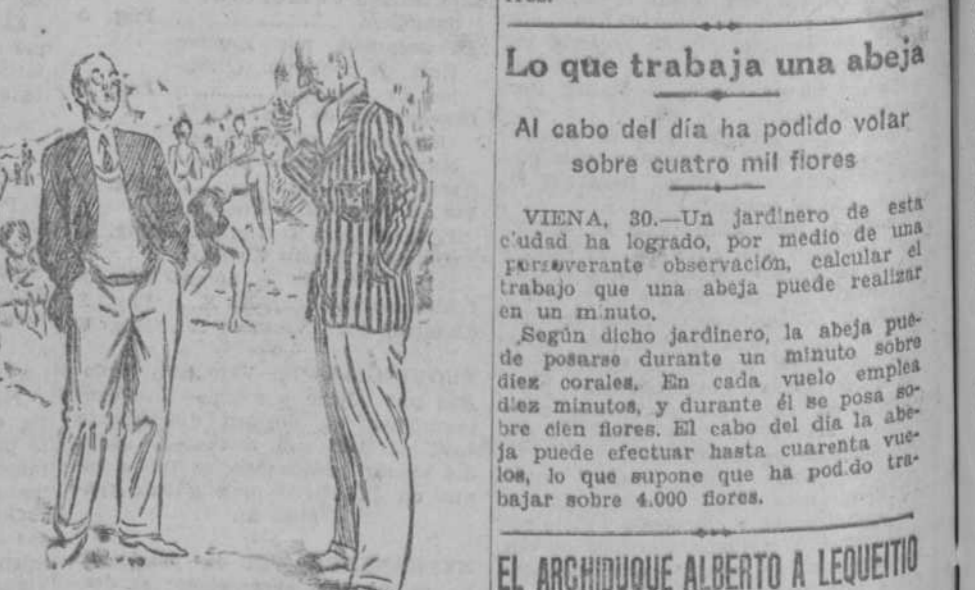 Lo que trabaja una abeja
Al cabo del día ha podido volar
sobre cuatro mil flores
VIENA, 30.—Un jardinero de esta
ciudad ha logrado, por medio de una
perseverante observación, calcular el
trabajo que una abeja puede realizar
en un minuto.
Según dicho jardinero, la abeja pue-
de posarse durante un minuto sobre
diez corales. En cada vuelo emplea
diez minutos, y durante él se posa so-
bre cien flores. El cabo del día la abe-
ja puede efectuar hasta cuarenta vue-
los, lo que supone que ha podido tra-
bajar sobre 4.000 flores.
EL ARCHIDUQUE ALBERTO A LEQUEITIO